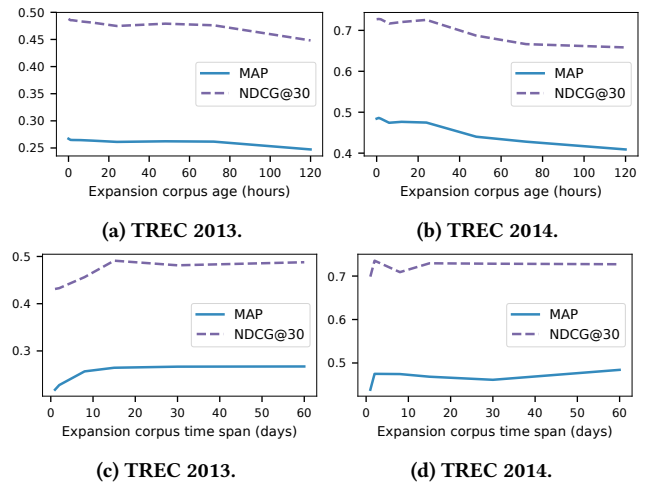 0.50
0.45
0.40
0.35
0.30
0.25
MAP
NDCG@30
0 20 40 60 80 100 120
Expansion corpus age (hours)
(a) TREC 2013.
0.7
0.6
0.5
0.4
MAP
NDCG@30
0 20 40 60 80 100 120
Expansion corpus age (hours)
(b) TREC 2014.
0.5
0.4
0.3
MAP
NDCG@30
0 10 20 30 40 50 60
Expansion corpus time span (days)
(c) TREC 2013.
0.7
0.6
0.5
MAP
NDCG@30
0 10 20 30 40 50 60
Expansion corpus time span (days)
(d) TREC 2014.